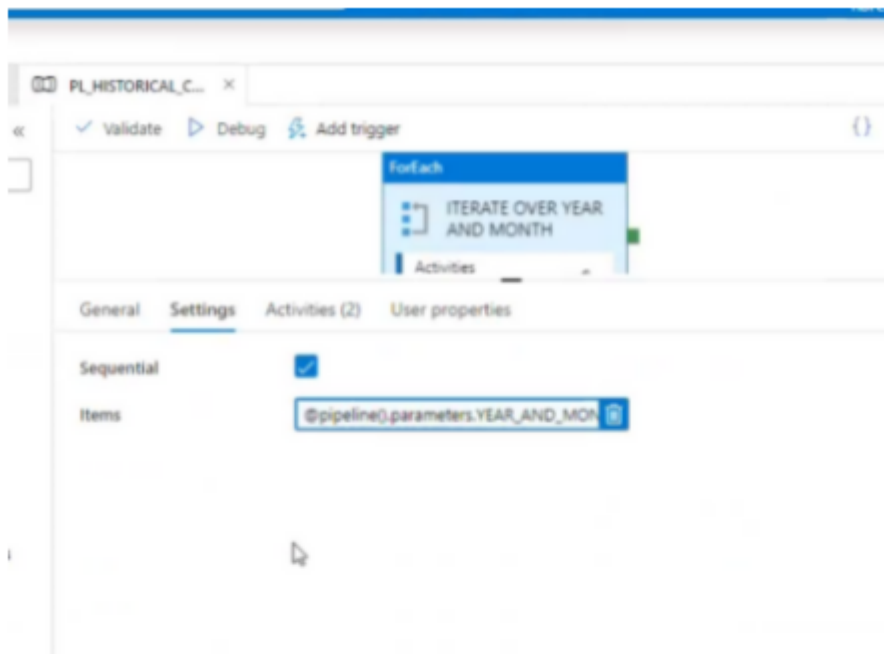 PL_HISTORICAL_C...
Validate Debug Add trigger {}
ForEach
ITERATE OVER YEAR
AND MONTH
Activities
General Settings Activities (2) User properties
Sequential
Items @pipeline().parameters.YEAR_AND_MON